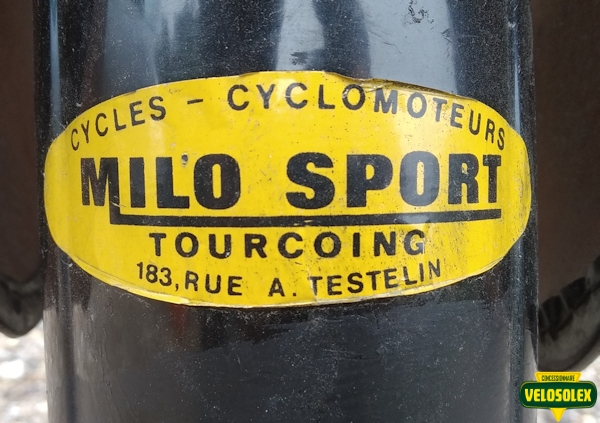 CYCLES - CYCLOMOTEURS
MILO SPORT
TOURCOING
183, RUE A. TESTELIN
CONCESSIONNAIRE
VELOSOLEX